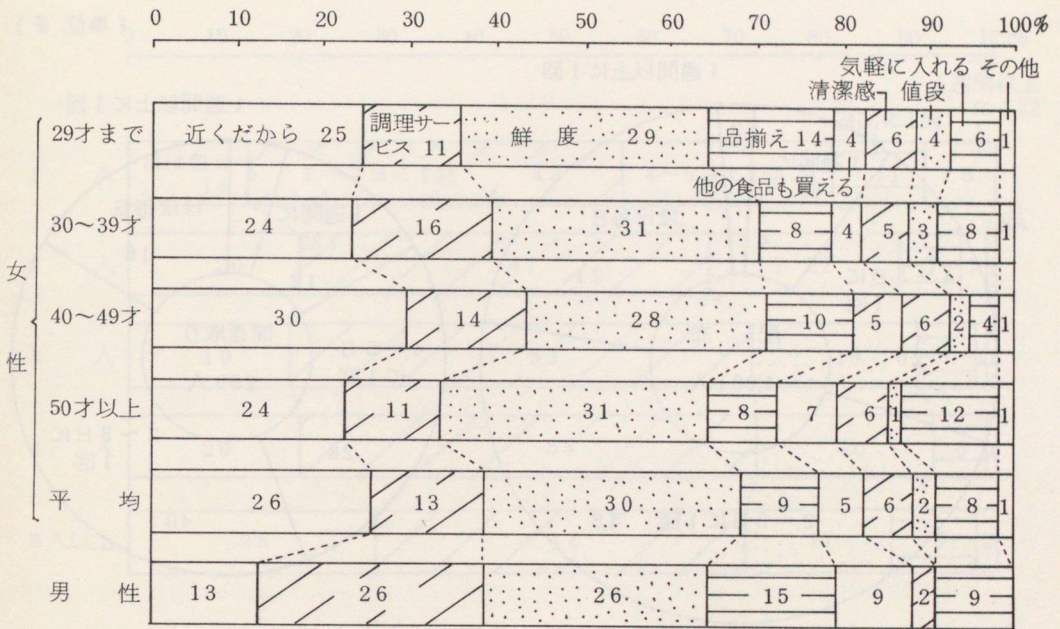 0 10 20 30 40 50 60 70 80 90 100%
気軽に入れる その他
清潔感 値段
29才まで 近くだから 25 調理サービス 11 鮮度 29 品揃え 14 4 6 4 6 1
他の食品も買える
30～39才 24 16 31 8 4 5 3 8 1
40～49才 30 14 28 10 5 6 2 4 1
50才以上 24 11 31 8 7 6 1 12 1
平均 26 13 30 9 5 6 2 8 1
男性 13 26 26 15 9 2 9
女性